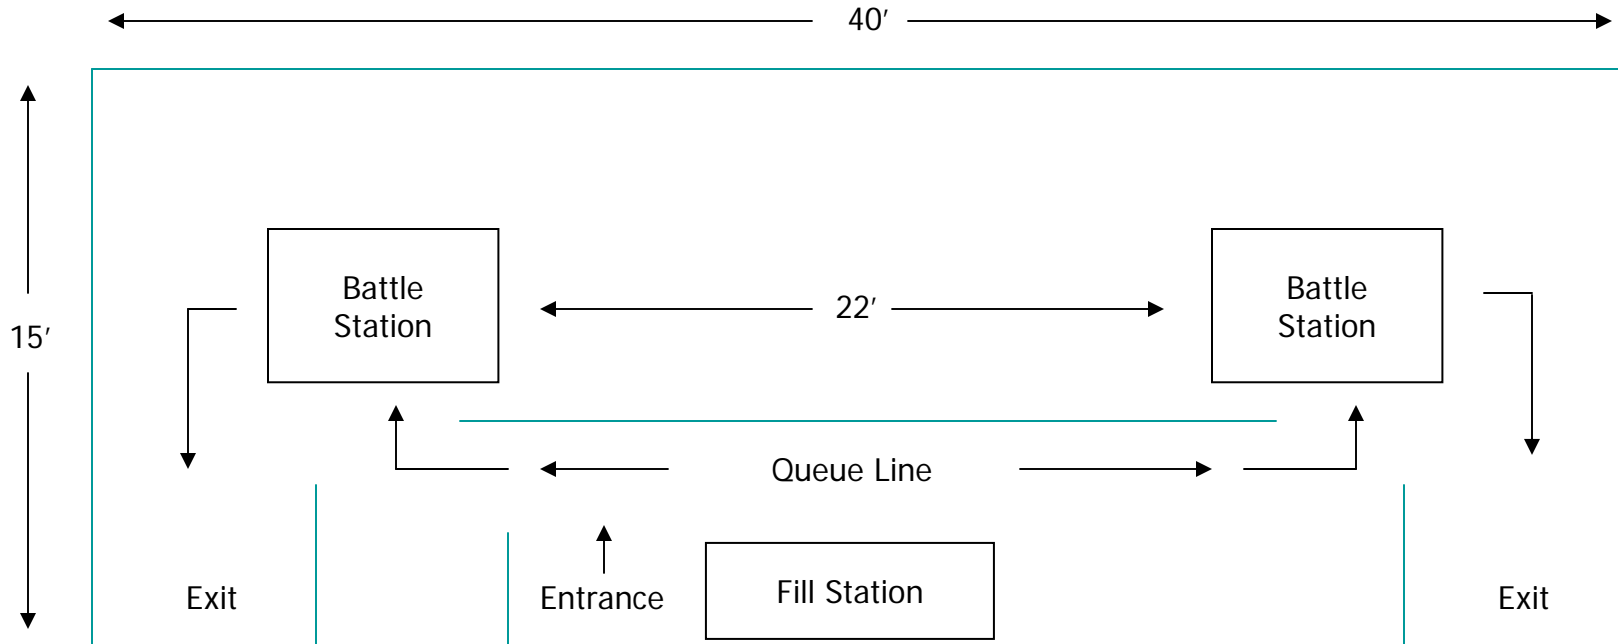 40′
Battle
Station
22′
Battle
Station
15′
Queue Line
Exit
Entrance
Fill Station
Exit